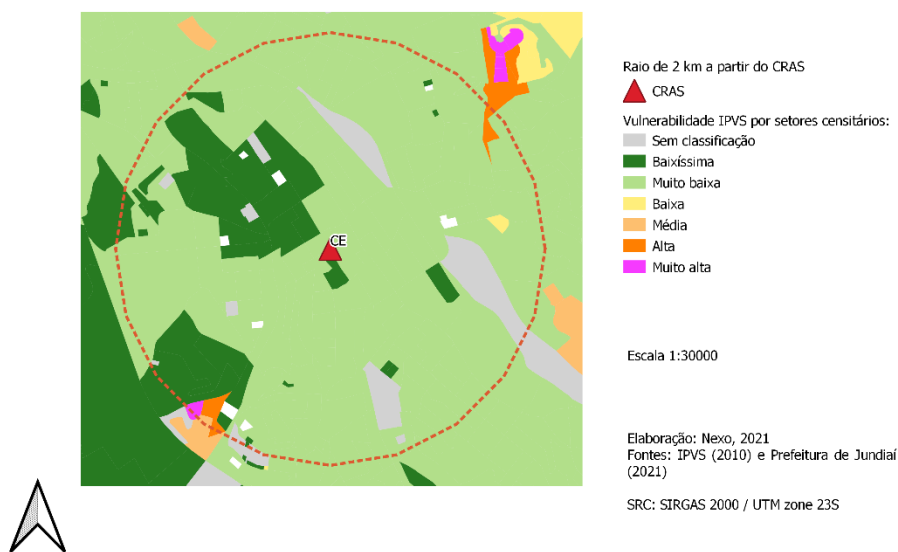 CE
Raio de 2 km a partir do CRAS
CRAS
Vulnerabilidade IPVS por setores censitários:
Sem classificação
Baixíssima
Muito baixa
Baixa
Média
Alta
Muito alta
Escala 1:30000
Elaboração: Nexo, 2021
Fontes: IPVS (2010) e Prefeitura de Jundiaí
(2021)
SRC: SIRGAS 2000 / UTM zone 23S